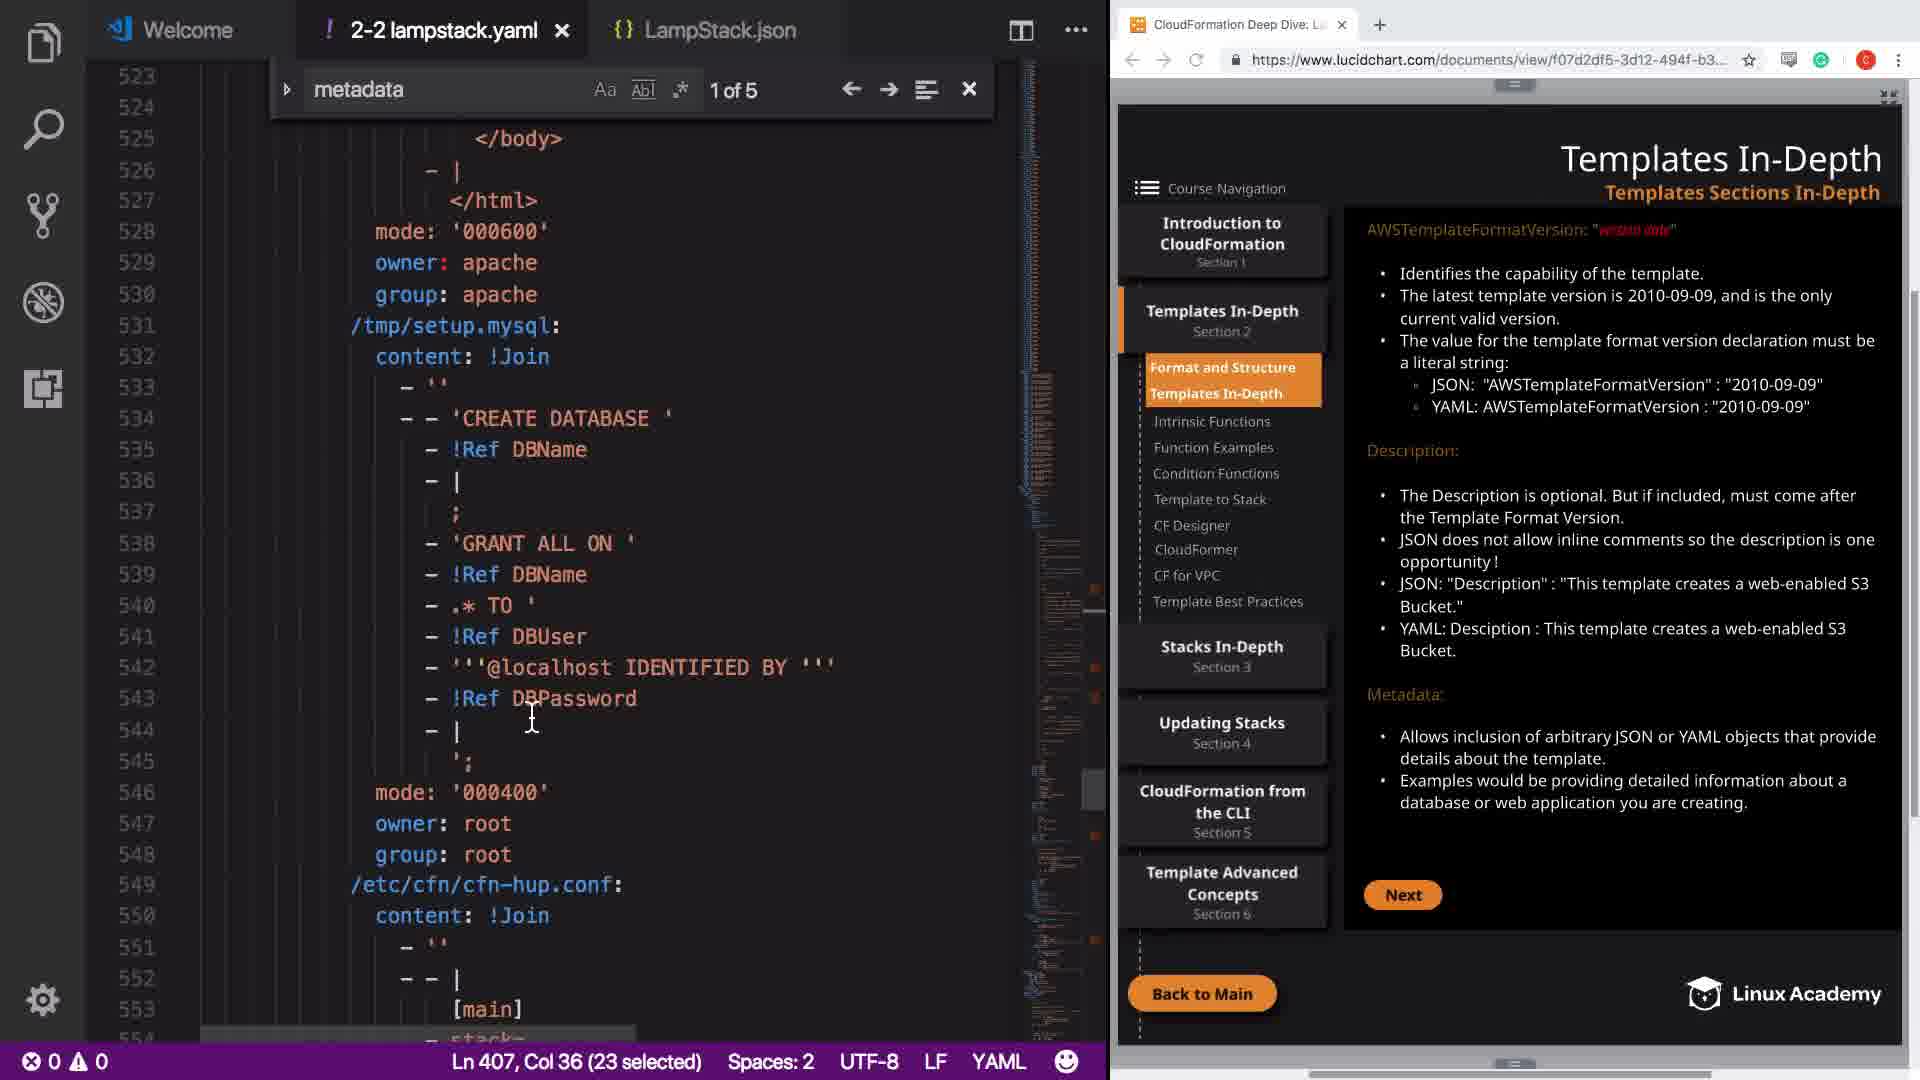 Welcome
! 2-2 lampstack.yaml
{} LampStack.json
metadata
Aa Abl .* 1 of 5
523
524
525 </body>
526 - |
527 </html>
528 mode: '000600'
529 owner: apache
530 group: apache
531 /tmp/setup.mysql:
532 content: !Join
533 - ''
534 - - 'CREATE DATABASE '
535 - !Ref DBName
536 - |
537 ;
538 - 'GRANT ALL ON '
539 - !Ref DBName
540 - .* TO '
541 - !Ref DBUser
542 - '''@localhost IDENTIFIED BY '''
543 - !Ref DBPassword
544 - |
545 ';
546 mode: '000400'
547 owner: root
548 group: root
549 /etc/cfn/cfn-hup.conf:
550 content: !Join
551 - ''
552 - - |
553 [main]
554 stack=
0 0
Ln 407, Col 36 (23 selected) Spaces: 2 UTF-8 LF YAML
CloudFormation Deep Dive: L
https://www.lucidchart.com/documents/view/f07d2df5-3d12-494f-b3...
C
Templates In-Depth
Templates Sections In-Depth
Course Navigation
Introduction to
CloudFormation
Section 1
Templates In-Depth
Section 2
Format and Structure
Templates In-Depth
Intrinsic Functions
Function Examples
Condition Functions
Template to Stack
CF Designer
CloudFormer
CF for VPC
Template Best Practices
Stacks In-Depth
Section 3
Updating Stacks
Section 4
CloudFormation from
the CLI
Section 5
Template Advanced
Concepts
Section 6
Back to Main
AWSTemplateFormatVersion: "version date"
• Identifies the capability of the template.
• The latest template version is 2010-09-09, and is the only
current valid version.
• The value for the template format version declaration must be
a literal string:
◦ JSON: "AWSTemplateFormatVersion" : "2010-09-09"
◦ YAML: AWSTemplateFormatVersion : "2010-09-09"
Description:
• The Description is optional. But if included, must come after
the Template Format Version.
• JSON does not allow inline comments so the description is one
opportunity!
• JSON: "Description" : "This template creates a web-enabled S3
Bucket."
• YAML: Desciption : This template creates a web-enabled S3
Bucket.
Metadata:
• Allows inclusion of arbitrary JSON or YAML objects that provide
details about the template.
• Examples would be providing detailed information about a
database or web application you are creating.
Next
Linux Academy